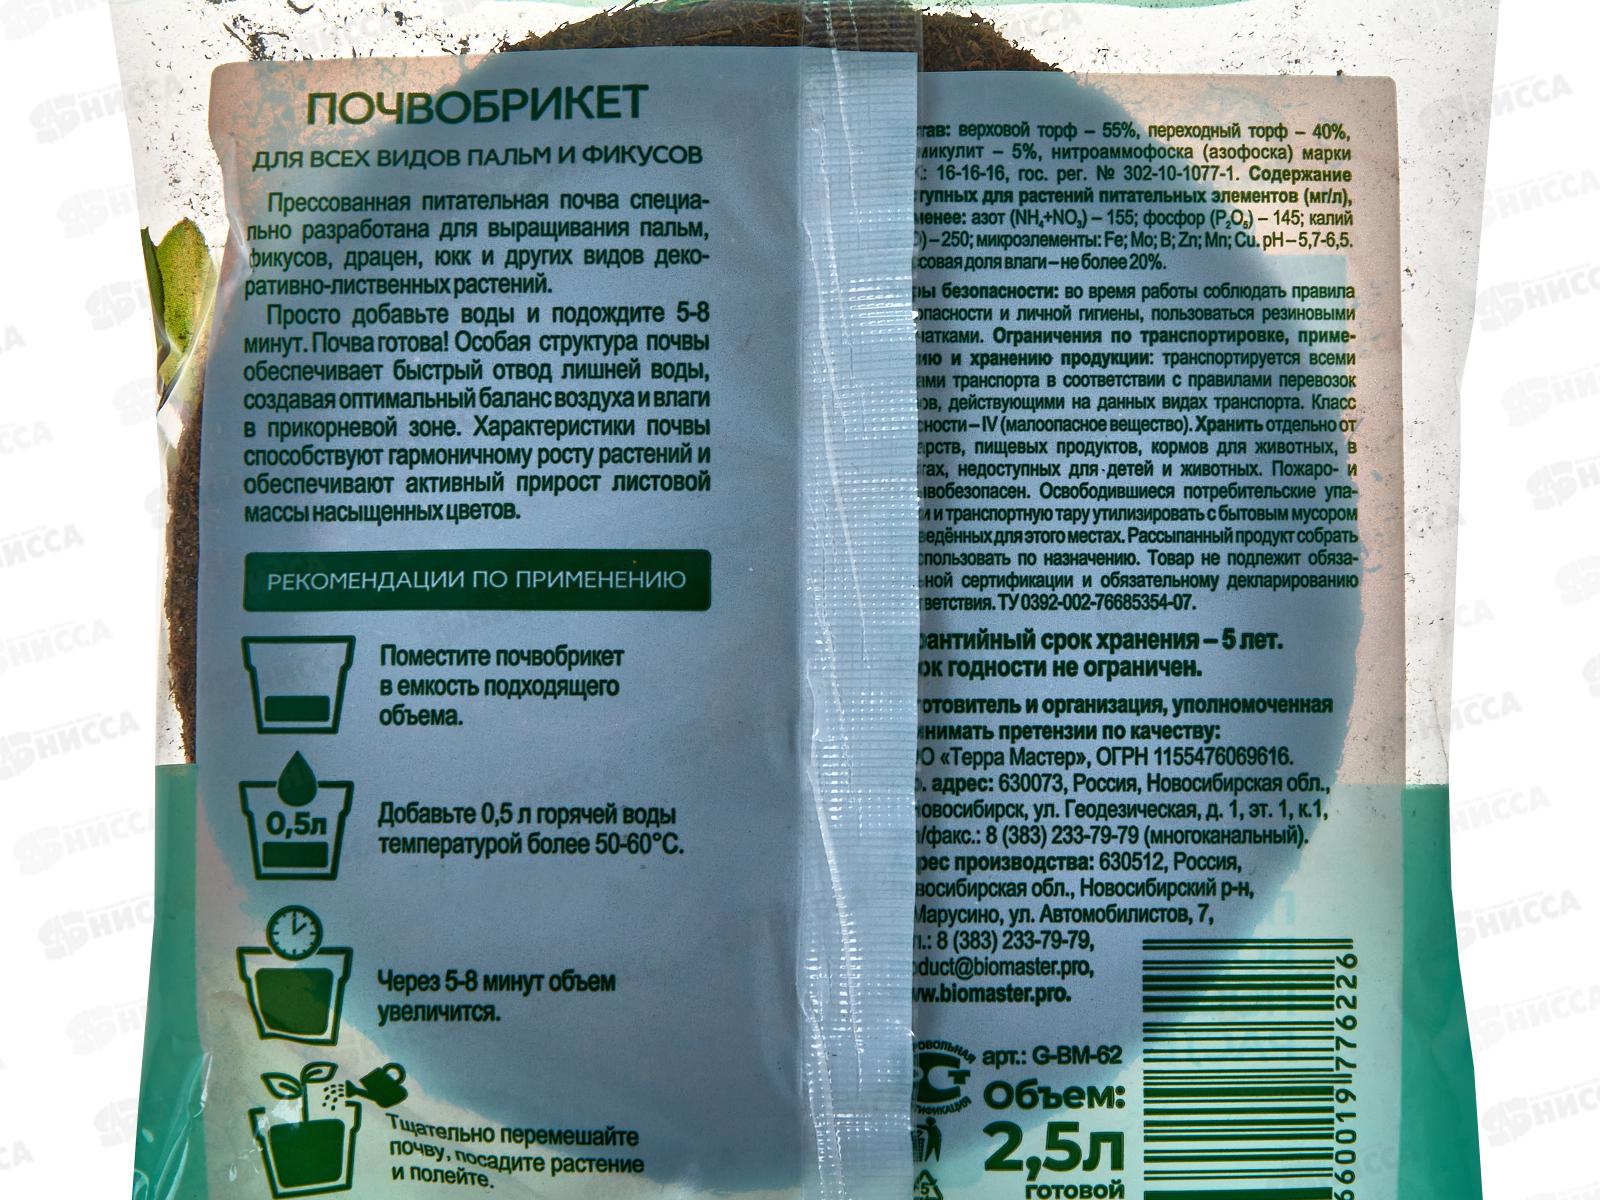 ПОЧВОБРИКЕТ
ДЛЯ ВСЕХ ВИДОВ ПАЛЬМ И ФИКУСОВ
Прессованная питательная почва специа-
льно разработана для выращивания пальм,
фикусов, драцен, юкк и других видов деко-
ративно-лиственных растений.
Просто добавьте воды и подождите 5-8
минут. Почва готова! Особая структура почвы
обеспечивает быстрый отвод лишней воды,
создавая оптимальный баланс воздуха и влаги
в прикорневой зоне. Характеристики почвы
способствуют гармоничному росту растений и
обеспечивают активный прирост листовой
массы насыщенных цветов.
РЕКОМЕНДАЦИИ ПО ПРИМЕНЕНИЮ
Поместите почвобрикет
в емкость подходящего
объема.
0,5л
Добавьте 0,5 л горячей воды
температурой более 50-60°С.
Через 5-8 минут объем
увеличится.
Тщательно перемешайте
почву, посадите растение
и полейте.
тав: верховой торф – 55%, переходный торф – 40%,
микулит – 5%, нитроаммофоска (азофоска) марки
: 16-16-16, гос. рег. № 302-10-1077-1. Содержание
тупных для растений питательных элементов (мг/л),
менее: азот (NH₄+NO₃) – 155; фосфор (P₂O₅) – 145; калий
) – 250; микроэлементы: Fe; Mo; B; Zn; Mn; Cu. pH – 5,7-6,5.
совая доля влаги – не более 20%.
ры безопасности: во время работы соблюдать правила
опасности и личной гигиены, пользоваться резиновыми
чатками. Ограничения по транспортировке, приме-
нию и хранению продукции: транспортируется всеми
ами транспорта в соответствии с правилами перевозок
ов, действующими на данных видах транспорта. Класс
сности – IV (малоопасное вещество). Хранить отдельно от
арств, пищевых продуктов, кормов для животных, в
тах, недоступных для детей и животных. Пожаро- и
ывобезопасен. Освободившиеся потребительские упа-
и и транспортную тару утилизировать с бытовым мусором
ведённых для этого местах. Рассыпанный продукт собрать
пользовать по назначению. Товар не подлежит обяза-
ной сертификации и обязательному декларированию
тветствия. ТУ 0392-002-76685354-07.
рантийный срок хранения – 5 лет.
ок годности не ограничен.
готовитель и организация, уполномоченная
инимать претензии по качеству:
О «Терра Мастер», ОГРН 1155476069616.
. адрес: 630073, Россия, Новосибирская обл.,
овосибирск, ул. Геодезическая, д. 1, эт. 1, к.1,
/факс.: 8 (383) 233-79-79 (многоканальный).
рес производства: 630512, Россия,
восибирская обл., Новосибирский р-н,
Марусино, ул. Автомобилистов, 7,
л.: 8 (383) 233-79-79,
duct@biomaster.pro,
w.biomaster.pro.
арт.: G-BM-62
Объем:
2,5л
готовой
660019776226
НИССА